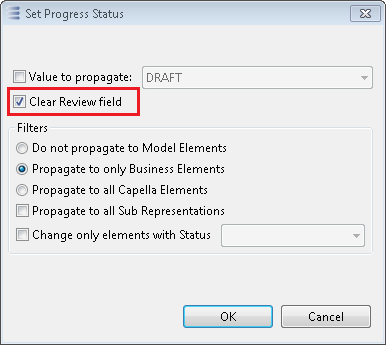 Set Progress Status
Value to propagate: DRAFT
Clear Review field
Filters
Do not propagate to Model Elements
Propagate to only Business Elements
Propagate to all Capella Elements
Propagate to all Sub Representations
Change only elements with Status
OK Cancel